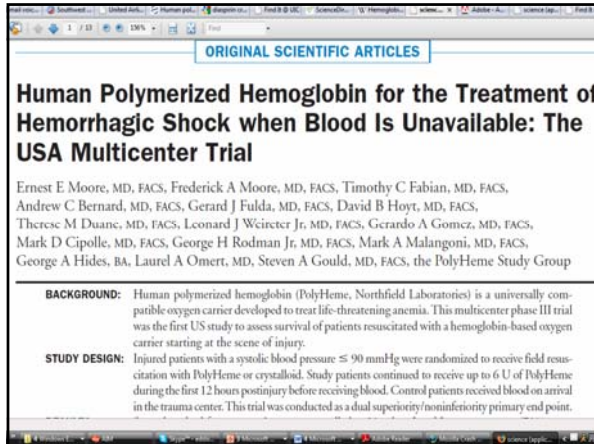 1 / 13
156%
Find
ORIGINAL SCIENTIFIC ARTICLES
Human Polymerized Hemoglobin for the Treatment of
Hemorrhagic Shock when Blood Is Unavailable: The
USA Multicenter Trial
Ernest E Moore, MD, FACS, Frederick A Moore, MD, FACS, Timothy C Fabian, MD, FACS,
Andrew C Bernard, MD, FACS, Gerard J Fulda, MD, FACS, David B Hoyt, MD, FACS,
Therese M Duane, MD, FACS, Leonard J Weireter Jr, MD, FACS, Gerardo A Gomez, MD, FACS,
Mark D Cipolle, MD, FACS, George H Rodman Jr, MD, FACS, Mark A Malangoni, MD, FACS,
George A Hides, BA, Laurel A Omert, MD, FACS, Steven A Gould, MD, FACS, the PolyHeme Study Group
BACKGROUND: Human polymerized hemoglobin (PolyHeme, Northfield Laboratories) is a universally com-
patible oxygen carrier developed to treat life-threatening anemia. This multicenter phase III trial
was the first US study to assess survival of patients resuscitated with a hemoglobin-based oxygen
carrier starting at the scene of injury.
STUDY DESIGN: Injured patients with a systolic blood pressure ≤ 90 mmHg were randomized to receive field resus-
citation with PolyHeme or crystalloid. Study patients continued to receive up to 6 U of PolyHeme
during the first 12 hours postinjury before receiving blood. Control patients received blood on arrival
in the trauma center. This trial was conducted as a dual superiority/noninferiority primary end point.